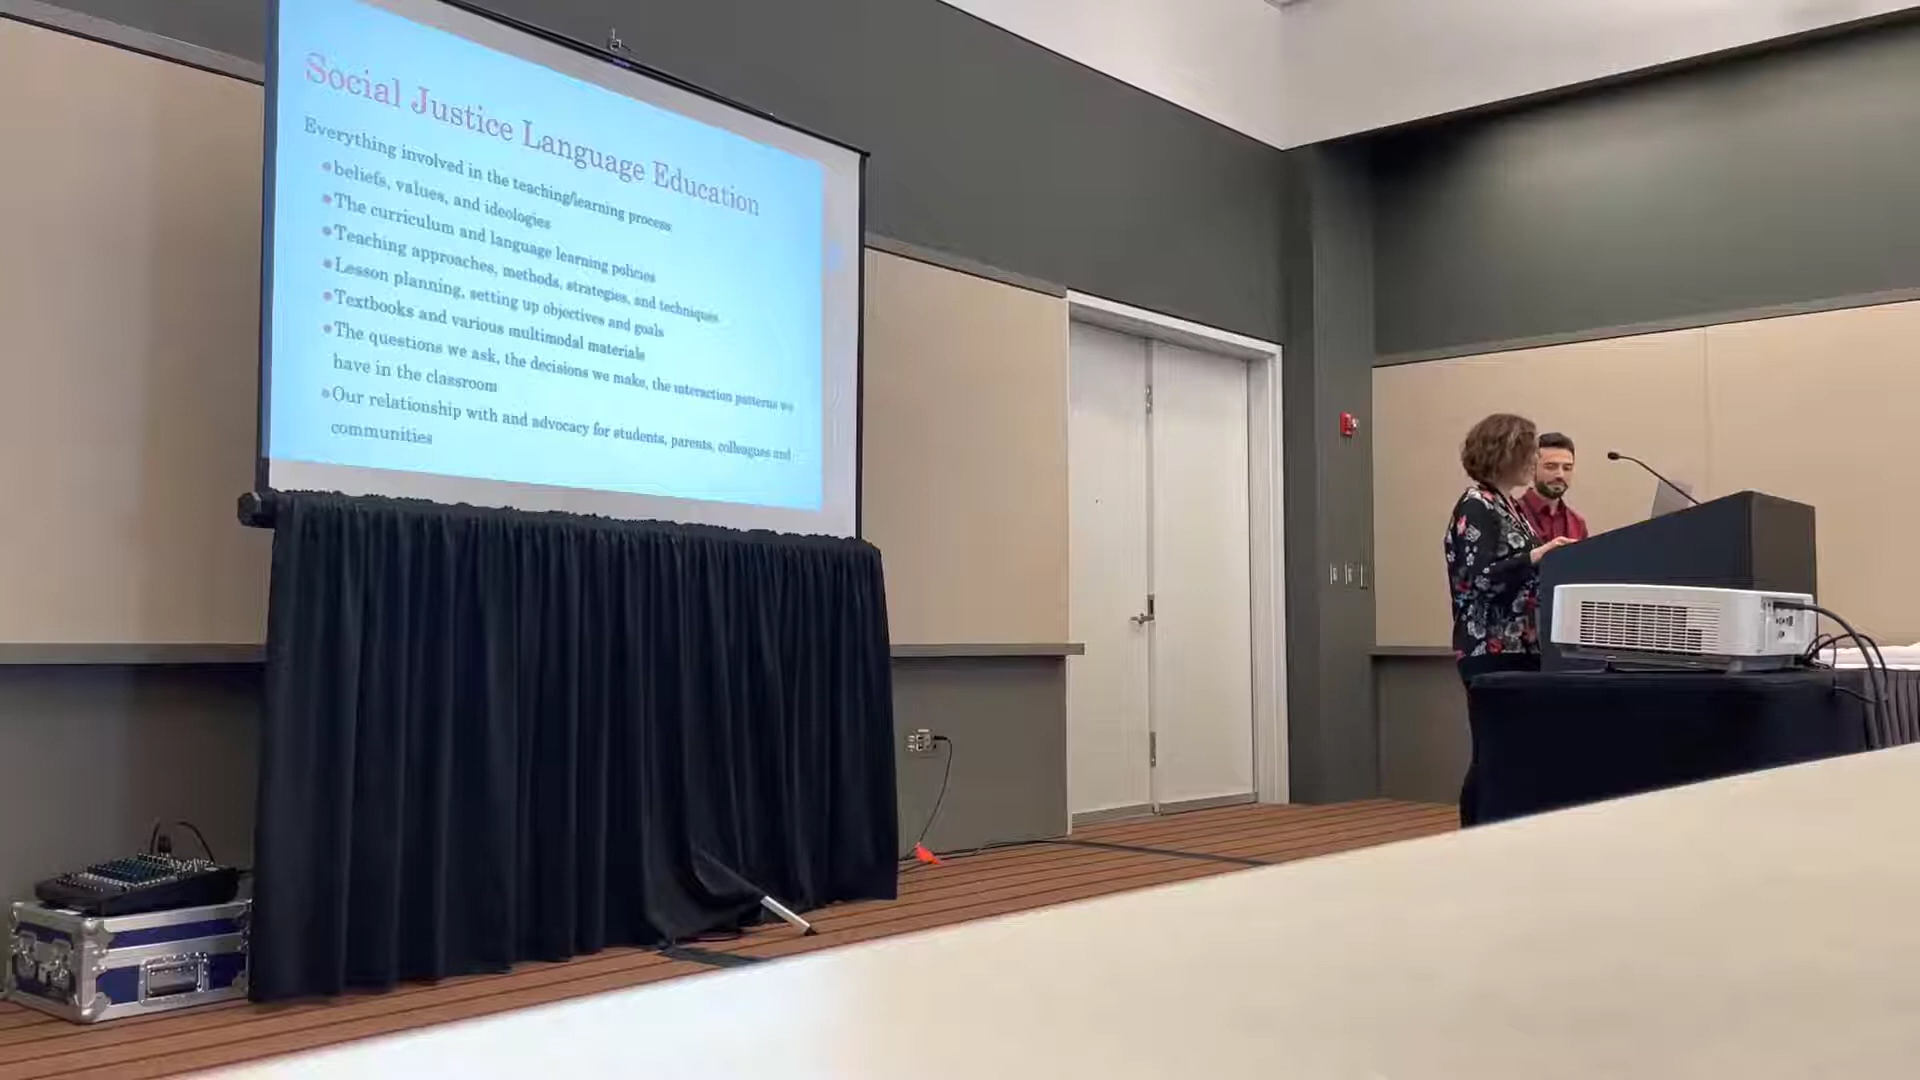 Social Justice Language Education
Everything involved in the teaching/learning process
•beliefs, values, and ideologies
•The curriculum and language learning policies
•Teaching approaches, methods, strategies, and techniques
•Lesson planning, setting up objectives and goals
•Textbooks and various multimodal materials
•The questions we ask, the decisions we make, the interaction patterns we
have in the classroom
•Our relationship with and advocacy for students, parents, colleagues and
communities